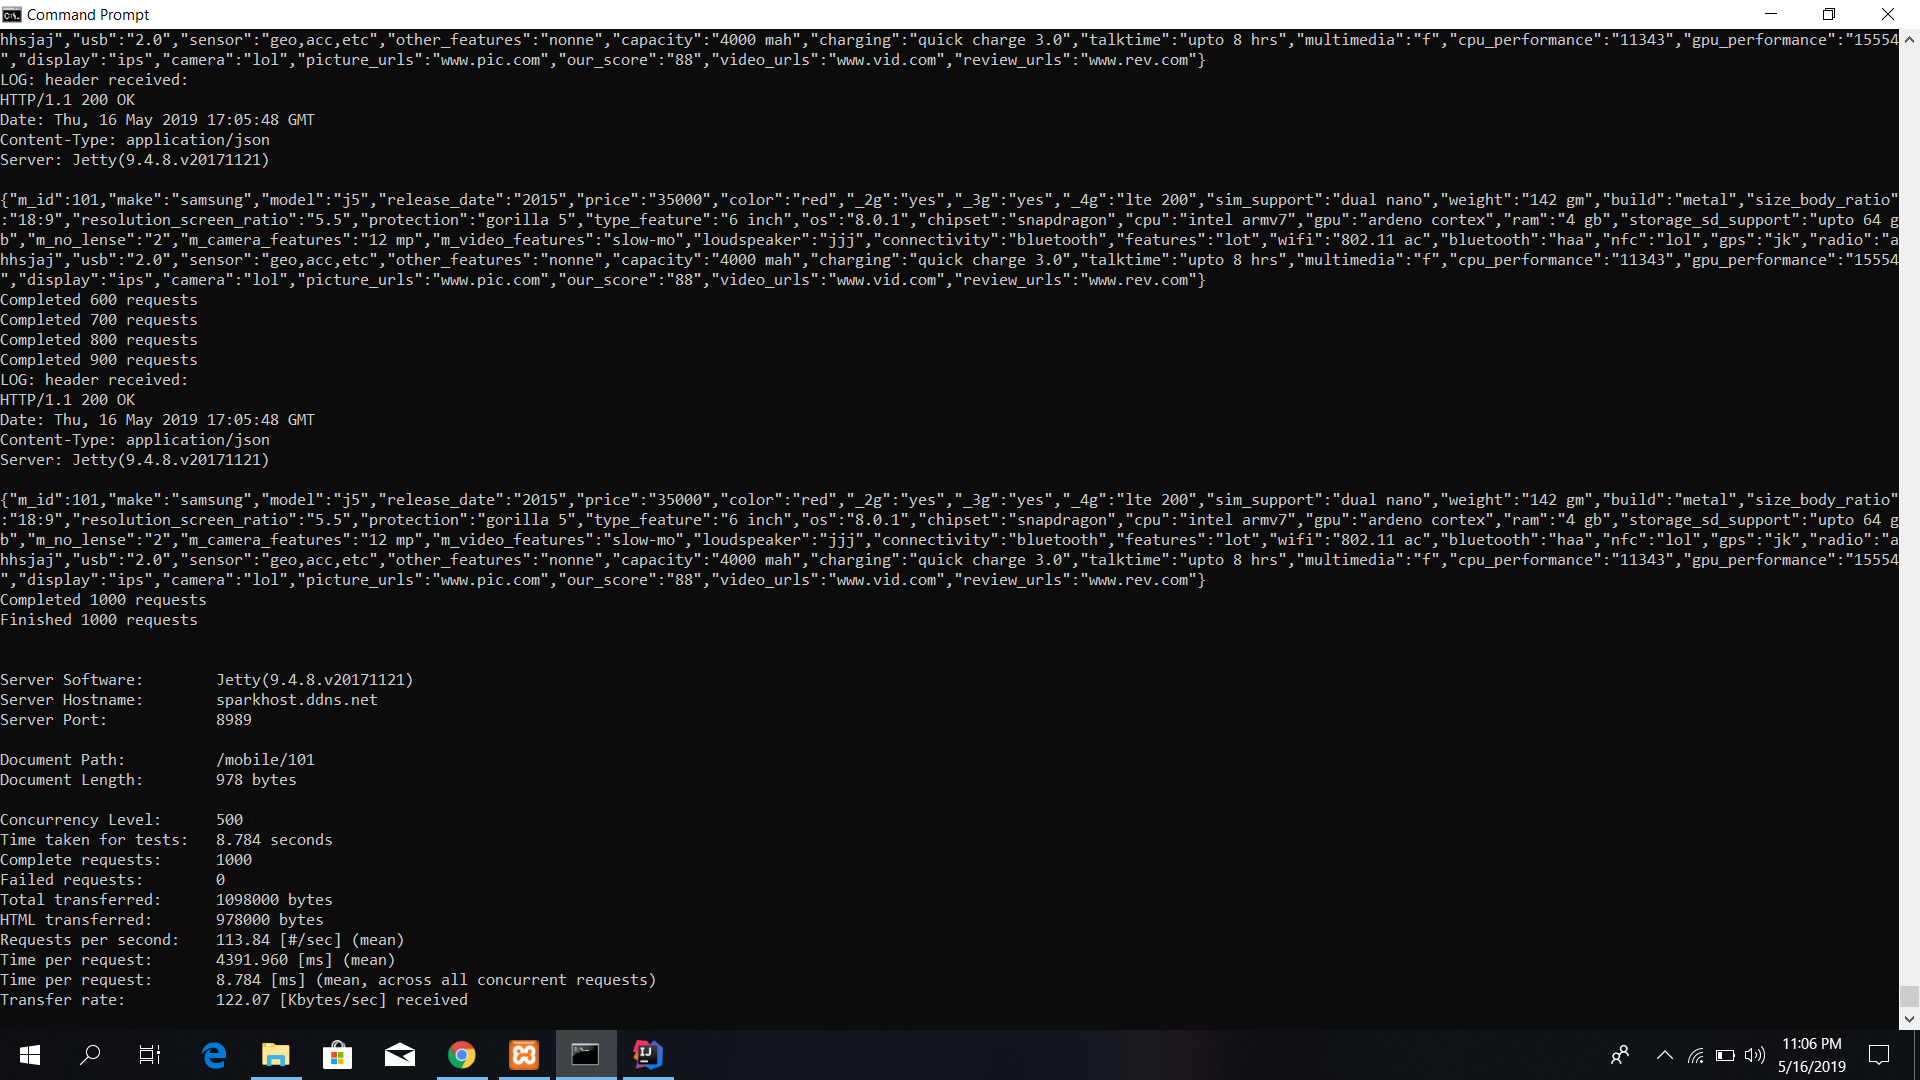 Command Prompt
hhsjaj","usb":"2.0","sensor":"geo,acc,etc","other_features":"nonne","capacity":"4000 mah","charging":"quick charge 3.0","talktime":"upto 8 hrs","multimedia":"f","cpu_performance":"11343","gpu_performance":"15554
","display":"ips","camera":"lol","picture_urls":"www.pic.com","our_score":"88","video_urls":"www.vid.com","review_urls":"www.rev.com"}
LOG: header received:
HTTP/1.1 200 OK
Date: Thu, 16 May 2019 17:05:48 GMT
Content-Type: application/json
Server: Jetty(9.4.8.v20171121)
{"m_id":101,"make":"samsung","model":"j5","release_date":"2015","price":"35000","color":"red","_2g":"yes","_3g":"yes","_4g":"lte 200","sim_support":"dual nano","weight":"142 gm","build":"metal","size_body_ratio"
:"18:9","resolution_screen_ratio":"5.5","protection":"gorilla 5","type_feature":"6 inch","os":"8.0.1","chipset":"snapdragon","cpu":"intel armv7","gpu":"ardeno cortex","ram":"4 gb","storage_sd_support":"upto 64 g
b","m_no_lense":"2","m_camera_features":"12 mp","m_video_features":"slow-mo","loudspeaker":"jjj","connectivity":"bluetooth","features":"lot","wifi":"802.11 ac","bluetooth":"haa","nfc":"lol","gps":"jk","radio":"a
hhsjaj","usb":"2.0","sensor":"geo,acc,etc","other_features":"nonne","capacity":"4000 mah","charging":"quick charge 3.0","talktime":"upto 8 hrs","multimedia":"f","cpu_performance":"11343","gpu_performance":"15554
","display":"ips","camera":"lol","picture_urls":"www.pic.com","our_score":"88","video_urls":"www.vid.com","review_urls":"www.rev.com"}
Completed 600 requests
Completed 700 requests
Completed 800 requests
Completed 900 requests
LOG: header received:
HTTP/1.1 200 OK
Date: Thu, 16 May 2019 17:05:48 GMT
Content-Type: application/json
Server: Jetty(9.4.8.v20171121)
{"m_id":101,"make":"samsung","model":"j5","release_date":"2015","price":"35000","color":"red","_2g":"yes","_3g":"yes","_4g":"lte 200","sim_support":"dual nano","weight":"142 gm","build":"metal","size_body_ratio"
:"18:9","resolution_screen_ratio":"5.5","protection":"gorilla 5","type_feature":"6 inch","os":"8.0.1","chipset":"snapdragon","cpu":"intel armv7","gpu":"ardeno cortex","ram":"4 gb","storage_sd_support":"upto 64 g
b","m_no_lense":"2","m_camera_features":"12 mp","m_video_features":"slow-mo","loudspeaker":"jjj","connectivity":"bluetooth","features":"lot","wifi":"802.11 ac","bluetooth":"haa","nfc":"lol","gps":"jk","radio":"a
hhsjaj","usb":"2.0","sensor":"geo,acc,etc","other_features":"nonne","capacity":"4000 mah","charging":"quick charge 3.0","talktime":"upto 8 hrs","multimedia":"f","cpu_performance":"11343","gpu_performance":"15554
","display":"ips","camera":"lol","picture_urls":"www.pic.com","our_score":"88","video_urls":"www.vid.com","review_urls":"www.rev.com"}
Completed 1000 requests
Finished 1000 requests
Server Software: Jetty(9.4.8.v20171121)
Server Hostname: sparkhost.ddns.net
Server Port: 8989
Document Path: /mobile/101
Document Length: 978 bytes
Concurrency Level: 500
Time taken for tests: 8.784 seconds
Complete requests: 1000
Failed requests: 0
Total transferred: 1098000 bytes
HTML transferred: 978000 bytes
Requests per second: 113.84 [#/sec] (mean)
Time per request: 4391.960 [ms] (mean)
Time per request: 8.784 [ms] (mean, across all concurrent requests)
Transfer rate: 122.07 [Kbytes/sec] received
11:06 PM
5/16/2019